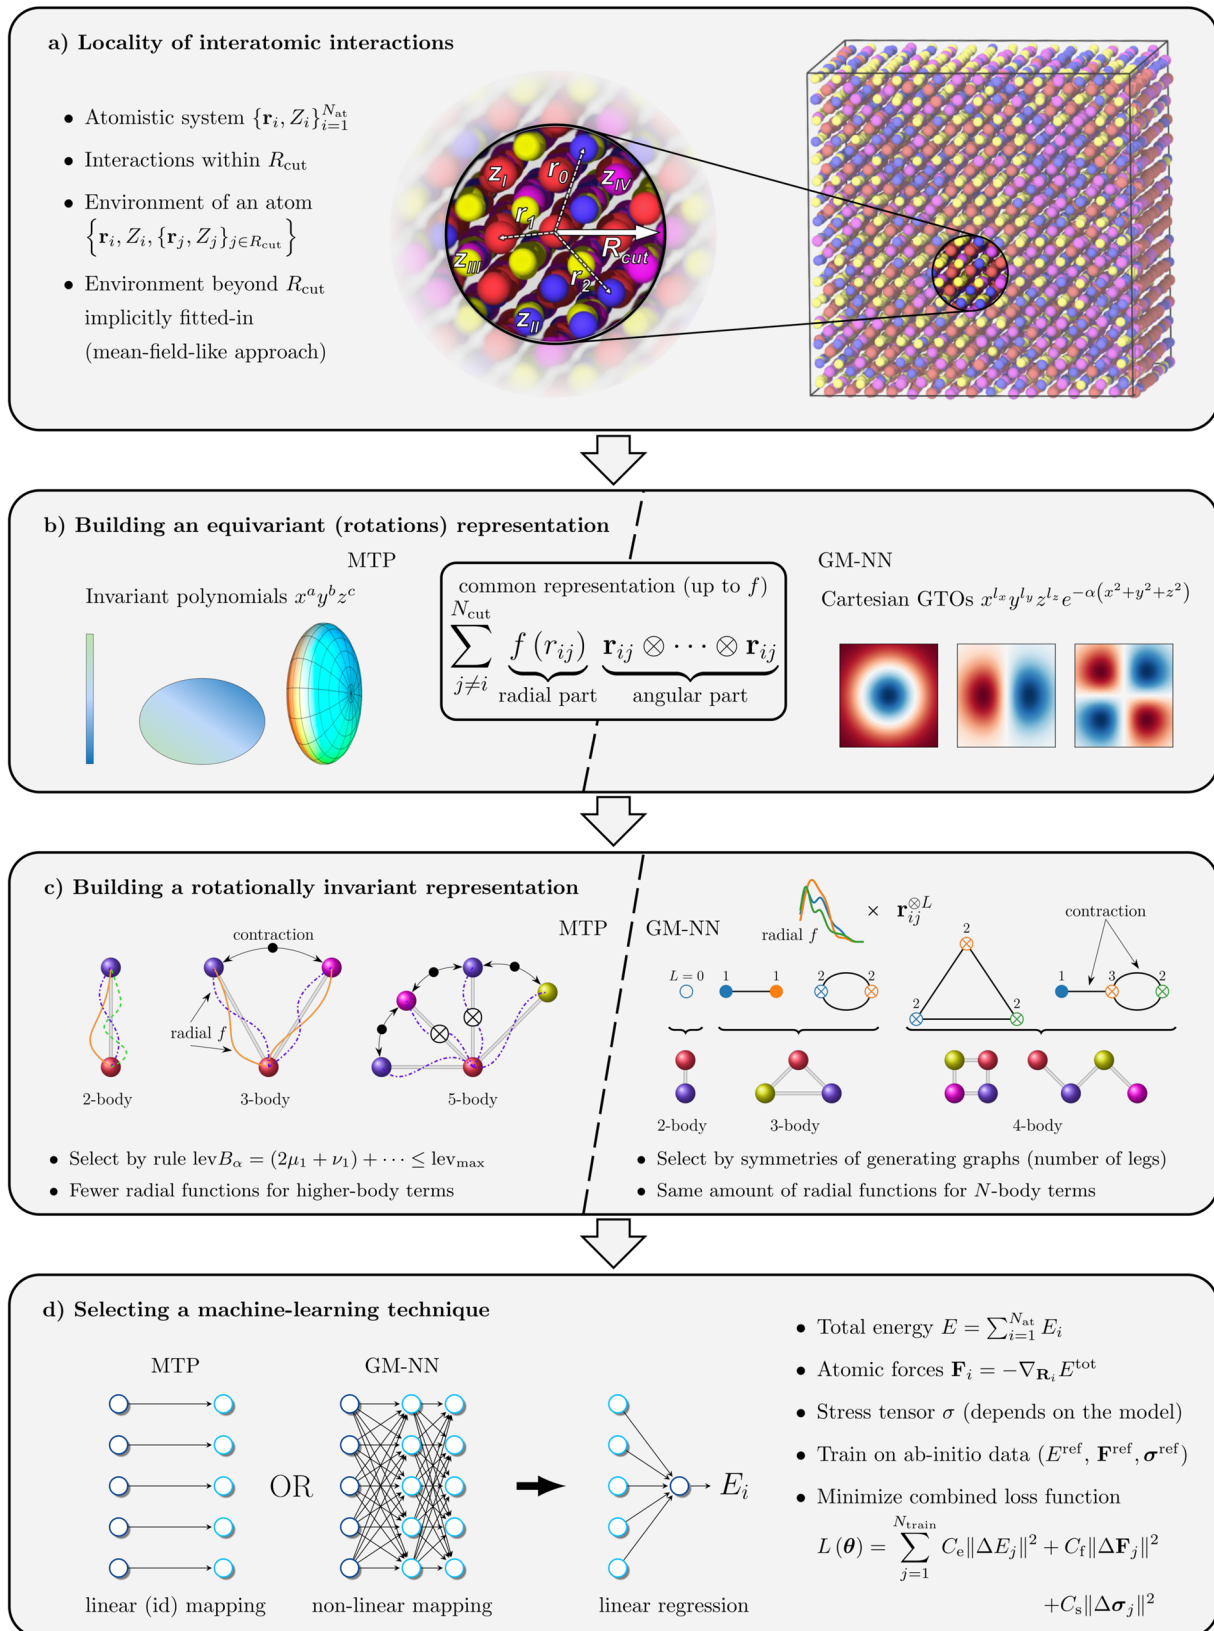 a) Locality of interatomic interactions
• Atomistic system {r_i, Z_i}_{i=1}^{N_at}
• Interactions within R_cut
• Environment of an atom
{r_i, Z_i, {r_j, Z_j}_{j∈R_cut}}
• Environment beyond R_cut
implicitly fitted-in
(mean-field-like approach)
z_I
r_0
z_IV
r_1
R_cut
z_III
r_2
z_II
b) Building an equivariant (rotations) representation
MTP
GM-NN
Invariant polynomials x^a y^b z^c
common representation (up to f)
∑_{j≠i}^{N_cut} f(r_ij) r_ij ⊗ ⋯ ⊗ r_ij
radial part
angular part
Cartesian GTOs x^{l_x} y^{l_y} z^{l_z} e^{−α(x²+y²+z²)}
c) Building a rotationally invariant representation
MTP
GM-NN
contraction
radial f
2-body
3-body
5-body
radial f
× r_ij^{⊗L}
contraction
L = 0
1 1
2 2
2
2 2
1 3 2
2-body
3-body
4-body
• Select by rule levB_α = (2μ_1 + ν_1) + ⋯ ≤ lev_max
• Fewer radial functions for higher-body terms
• Select by symmetries of generating graphs (number of legs)
• Same amount of radial functions for N-body terms
d) Selecting a machine-learning technique
MTP
GM-NN
OR
E_i
linear (id) mapping
non-linear mapping
linear regression
• Total energy E = ∑_{i=1}^{N_at} E_i
• Atomic forces F_i = −∇_{R_i} E^tot
• Stress tensor σ (depends on the model)
• Train on ab-initio data (E^ref, F^ref, σ^ref)
• Minimize combined loss function
L(θ) = ∑_{j=1}^{N_train} C_e‖ΔE_j‖² + C_f‖ΔF_j‖²
+C_s‖Δσ_j‖²